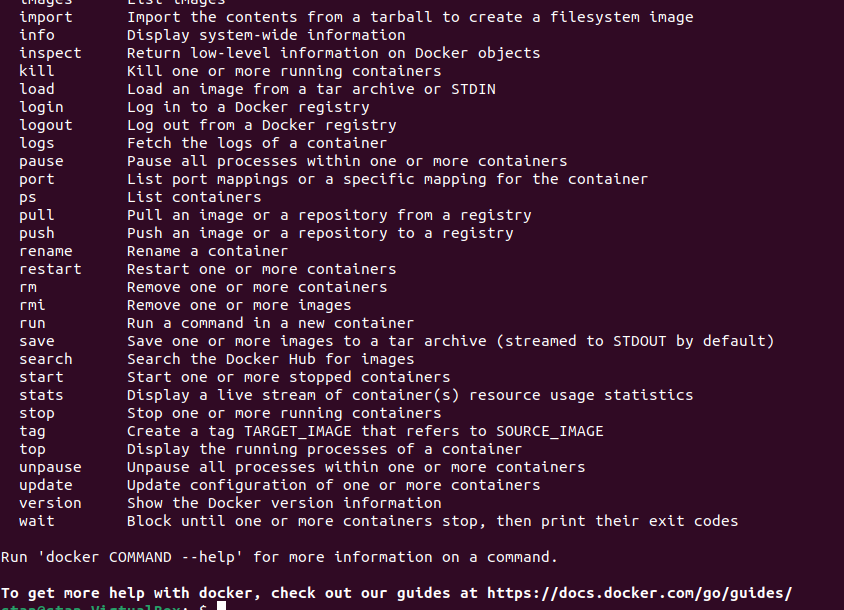 images List images
import Import the contents from a tarball to create a filesystem image
info Display system-wide information
inspect Return low-level information on Docker objects
kill Kill one or more running containers
load Load an image from a tar archive or STDIN
login Log in to a Docker registry
logout Log out from a Docker registry
logs Fetch the logs of a container
pause Pause all processes within one or more containers
port List port mappings or a specific mapping for the container
ps List containers
pull Pull an image or a repository from a registry
push Push an image or a repository to a registry
rename Rename a container
restart Restart one or more containers
rm Remove one or more containers
rmi Remove one or more images
run Run a command in a new container
save Save one or more images to a tar archive (streamed to STDOUT by default)
search Search the Docker Hub for images
start Start one or more stopped containers
stats Display a live stream of container(s) resource usage statistics
stop Stop one or more running containers
tag Create a tag TARGET_IMAGE that refers to SOURCE_IMAGE
top Display the running processes of a container
unpause Unpause all processes within one or more containers
update Update configuration of one or more containers
version Show the Docker version information
wait Block until one or more containers stop, then print their exit codes
Run 'docker COMMAND --help' for more information on a command.
To get more help with docker, check out our guides at https://docs.docker.com/go/guides/